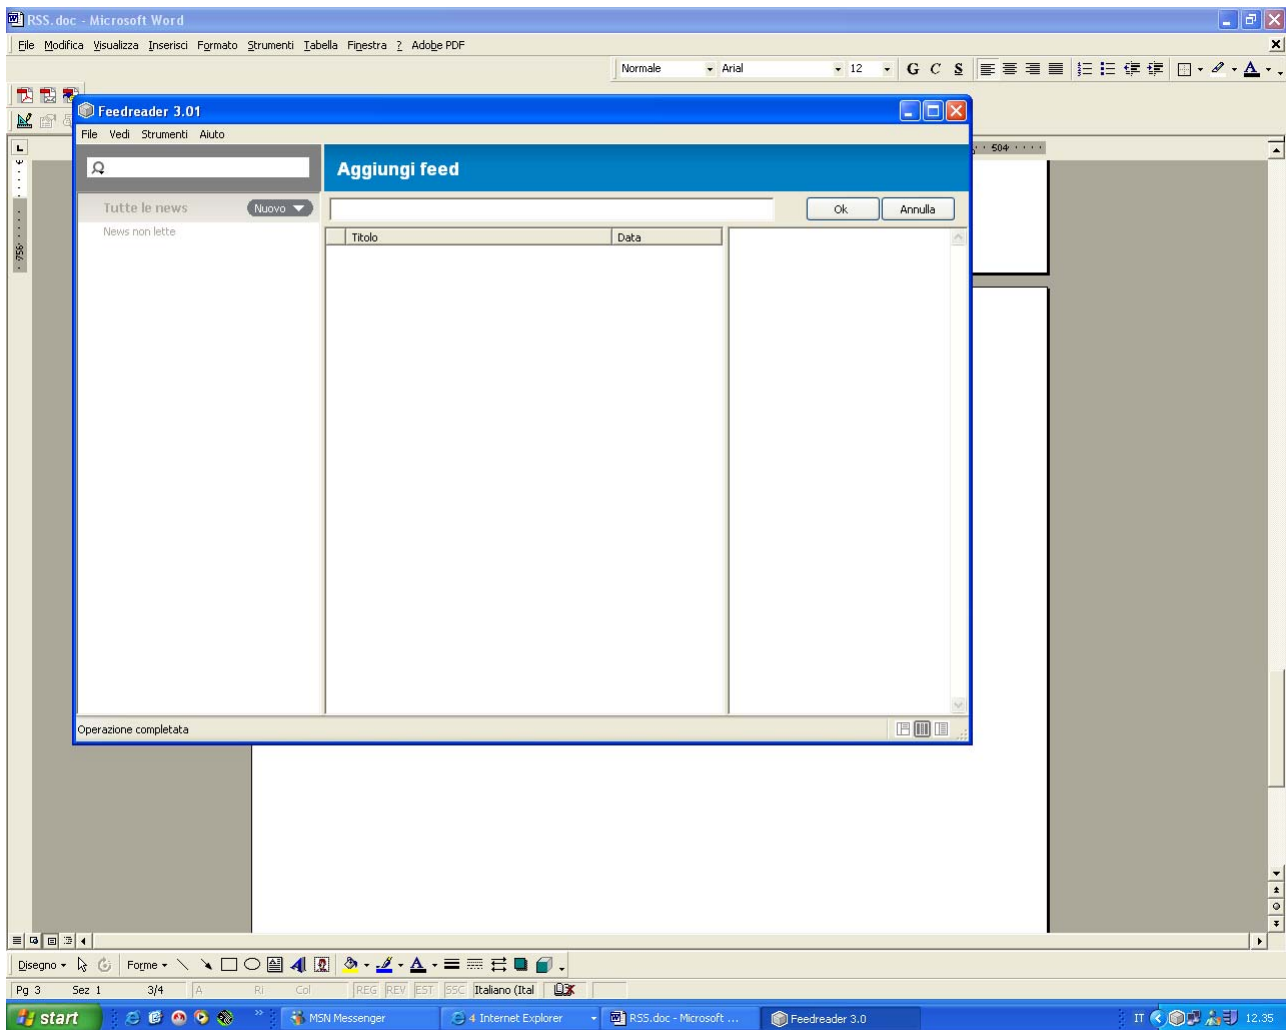 RSS.doc - Microsoft Word
File Modifica Visualizza Inserisci Formato Strumenti Tabella Finestra ? Adobe PDF
Normale Arial 12 G C S
Feedreader 3.01
File Vedi Strumenti Aiuto
504
Aggiungi feed
Tutte le news Nuovo
Ok Annulla
News non lette
Titolo Data
756
Operazione completata
Disegno Forme
Pg 3 Sez 1 3/4 A Ri Col REG REV EST SSC Italiano (Ital
start MSN Messenger 4 Internet Explorer RSS.doc - Microsoft ... Feedreader 3.0 IT 12.35